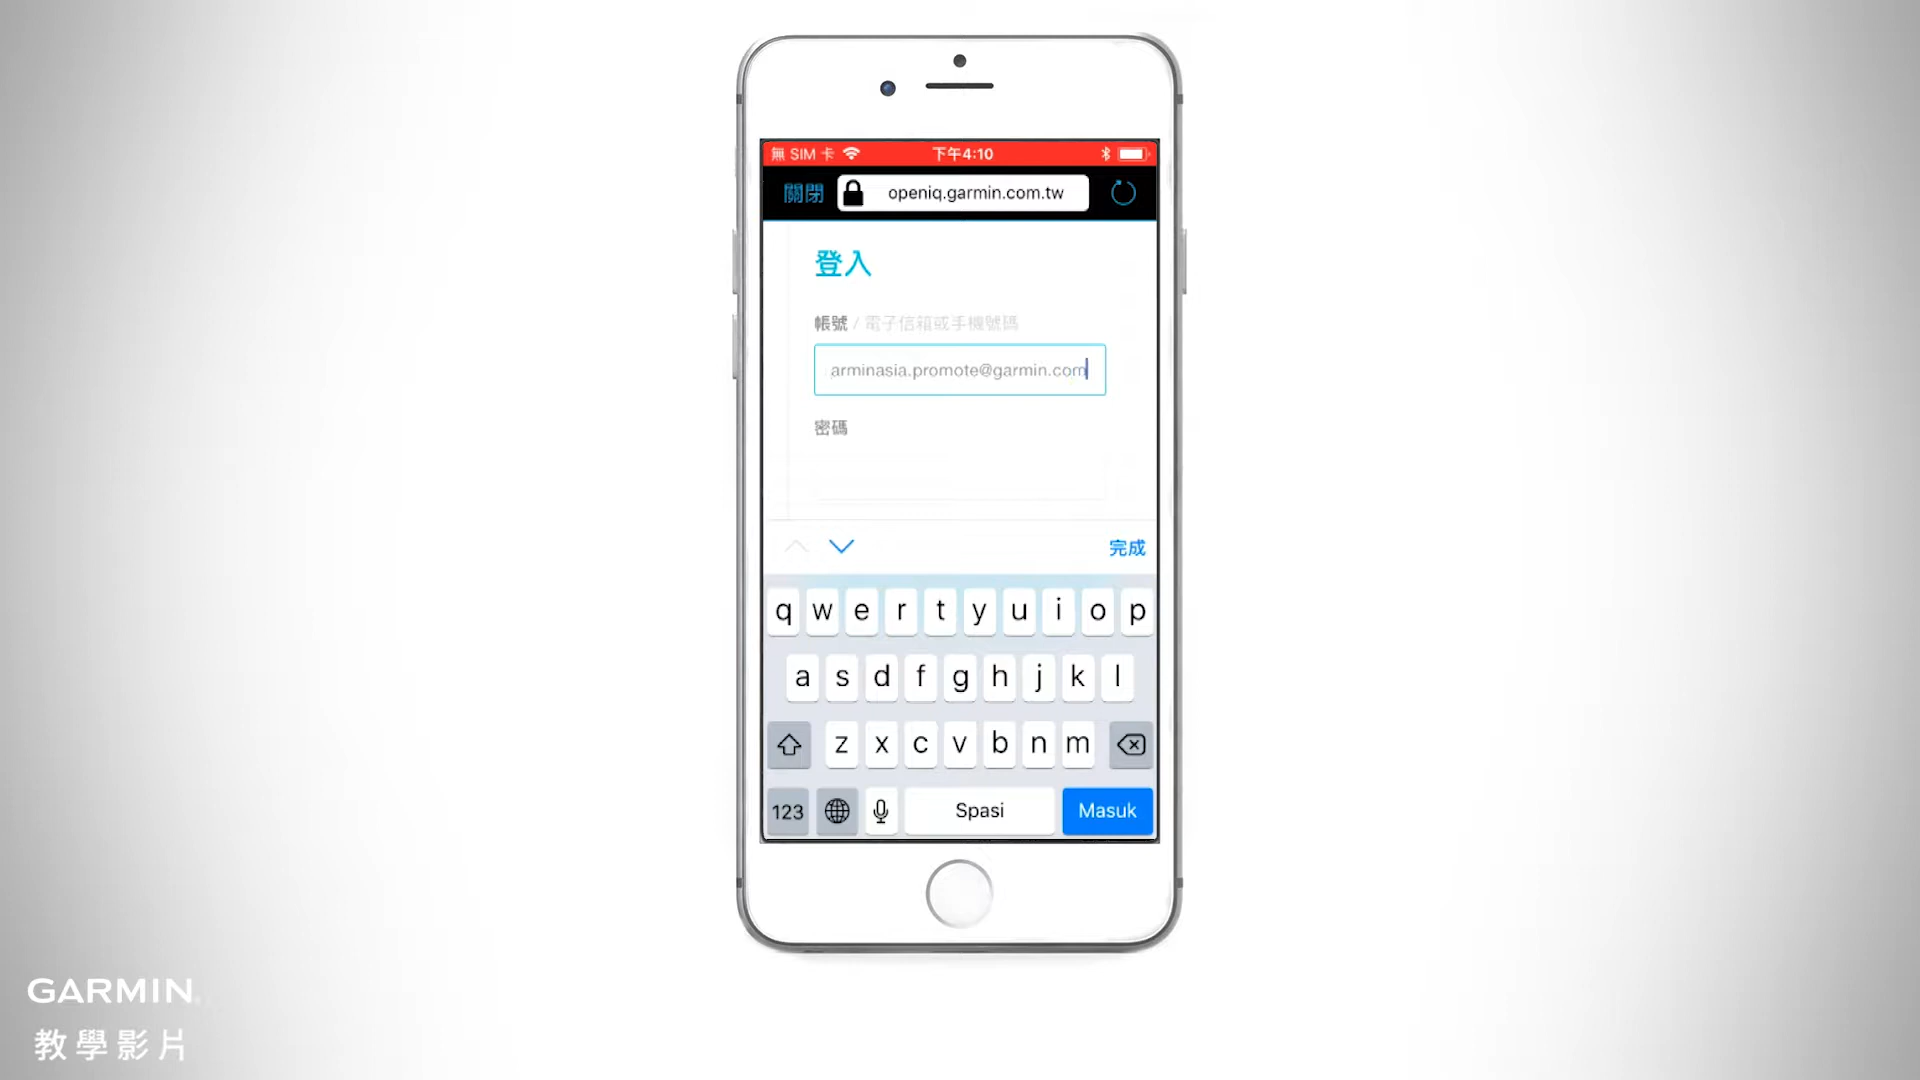 無 SIM 卡 下午4:10
關閉 openiq.garmin.com.tw
登入
帳號 / 電子信箱或手機號碼
arminasia.promote@garmin.com
密碼
完成
q w e r t y u i o p
a s d f g h j k l
z x c v b n m
123 Spasi Masuk
GARMIN
教學影片